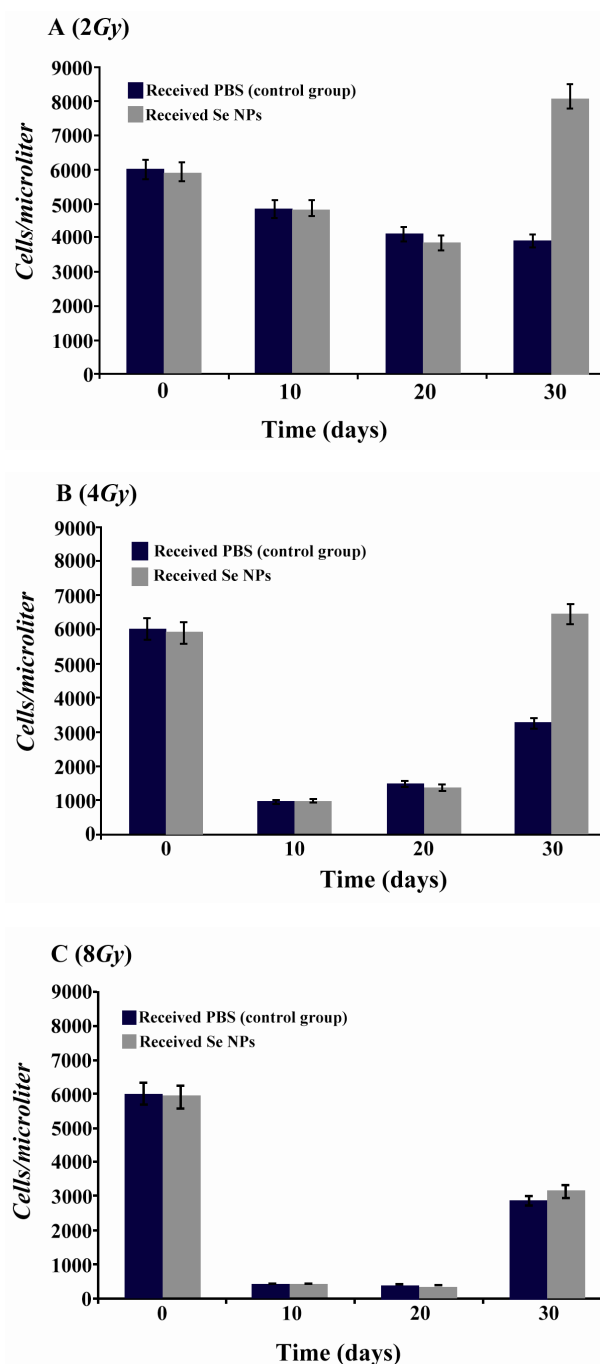 A (2Gy)
9000
8000
7000
6000
5000
4000
3000
2000
1000
0
Cells/microliter
Received PBS (control group)
Received Se NPs
0 10 20 30
Time (days)
B (4Gy)
9000
8000
7000
6000
5000
4000
3000
2000
1000
0
Cells/microliter
Received PBS (control group)
Received Se NPs
0 10 20 30
Time (days)
C (8Gy)
9000
8000
7000
6000
5000
4000
3000
2000
1000
0
Cells/microliter
Received PBS (control group)
Received Se NPs
0 10 20 30
Time (days)